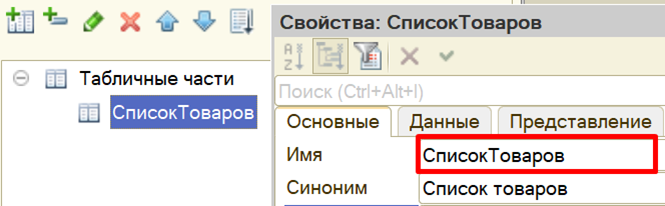 Табличные части
СписокТоваров
Свойства: СписокТоваров
Поиск (Ctrl+Alt+I)
Основные Данные Представление
Имя СписокТоваров
Синоним Список товаров